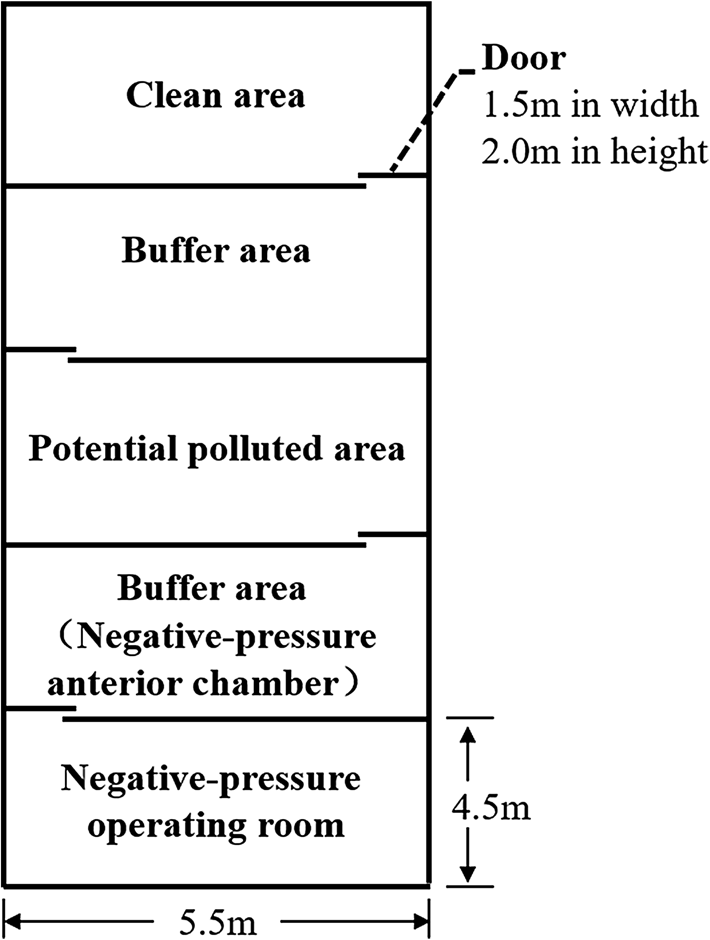 Clean area
Door
1.5m in width
2.0m in height
Buffer area
Potential polluted area
Buffer area
（Negative-pressure
anterior chamber）
Negative-pressure
operating room
4.5m
5.5m